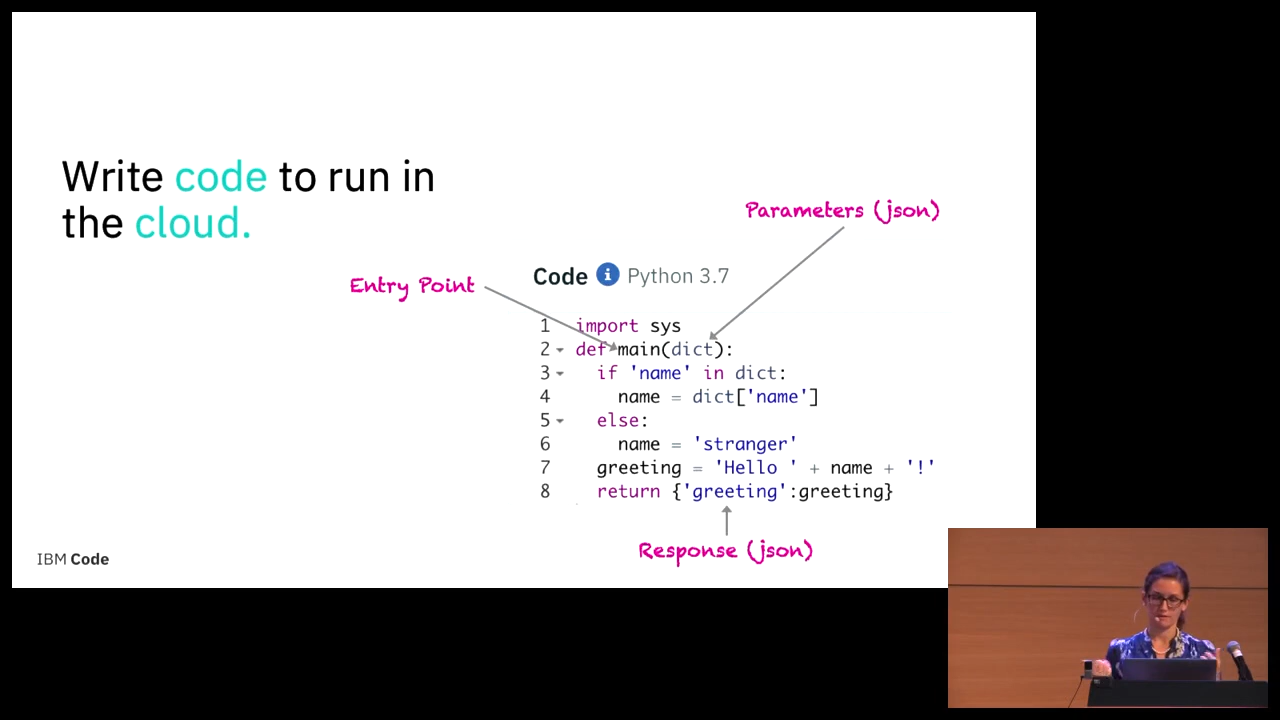 Write code to run in
the cloud.
Parameters (json)
Entry Point
Code i Python 3.7
1 import sys
2 def main(dict):
3 if 'name' in dict:
4 name = dict['name']
5 else:
6 name = 'stranger'
7 greeting = 'Hello ' + name + '!'
8 return {'greeting':greeting}
Response (json)
IBM Code